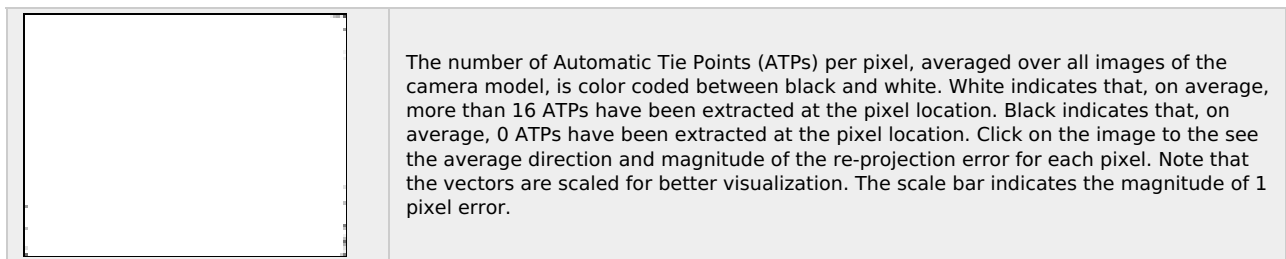 The number of Automatic Tie Points (ATPs) per pixel, averaged over all images of the
camera model, is color coded between black and white. White indicates that, on average,
more than 16 ATPs have been extracted at the pixel location. Black indicates that, on
average, 0 ATPs have been extracted at the pixel location. Click on the image to the see
the average direction and magnitude of the re-projection error for each pixel. Note that
the vectors are scaled for better visualization. The scale bar indicates the magnitude of 1
pixel error.